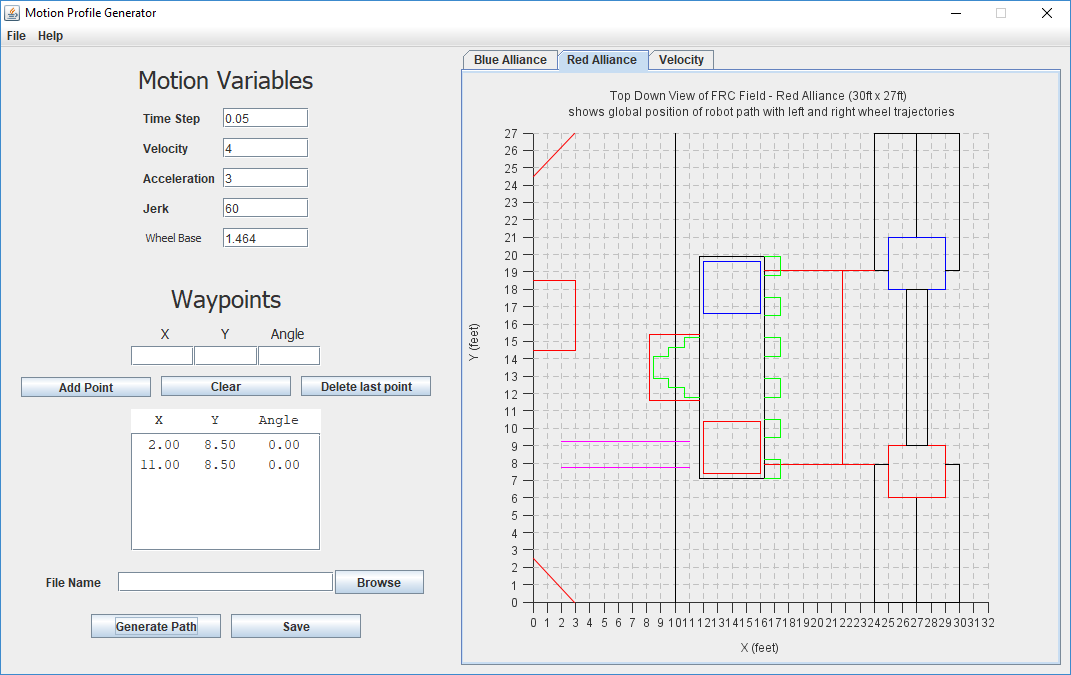 Motion Profile Generator
File Help
Motion Variables
Time Step 0.05
Velocity 4
Acceleration 3
Jerk 60
Wheel Base 1.464
Waypoints
X Y Angle
Add Point Clear Delete last point
X Y Angle
2.00 8.50 0.00
11.00 8.50 0.00
File Name Browse
Generate Path Save
Blue Alliance Red Alliance Velocity
Top Down View of FRC Field - Red Alliance (30ft x 27ft)
shows global position of robot path with left and right wheel trajectories
27
26
25
24
23
22
21
20
19
18
17
16
15
14
13
12
11
10
9
8
7
6
5
4
3
2
1
0
Y (feet)
0 1 2 3 4 5 6 7 8 9 10 11 12 13 14 15 16 17 18 19 20 21 22 23 24 25 26 27 28 29 30 31 32
X (feet)